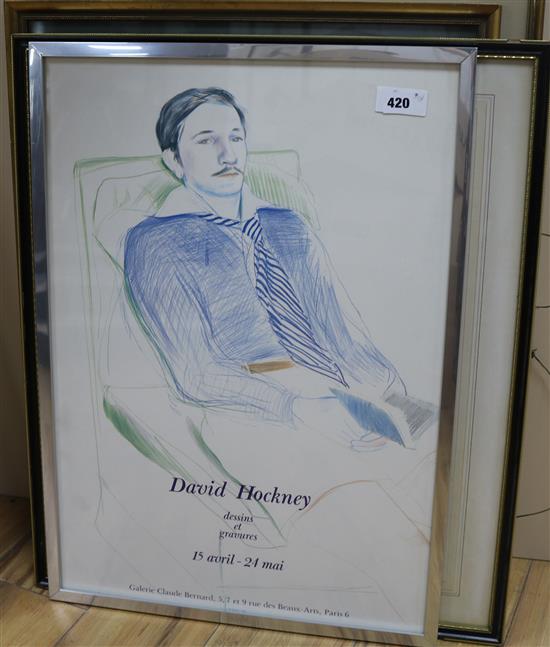 420
David Hockney
dessins
et
gravures
15 avril - 24 mai
Galerie Claude Bernard, 5, 7 et 9 rue des Beaux-Arts, Paris 6